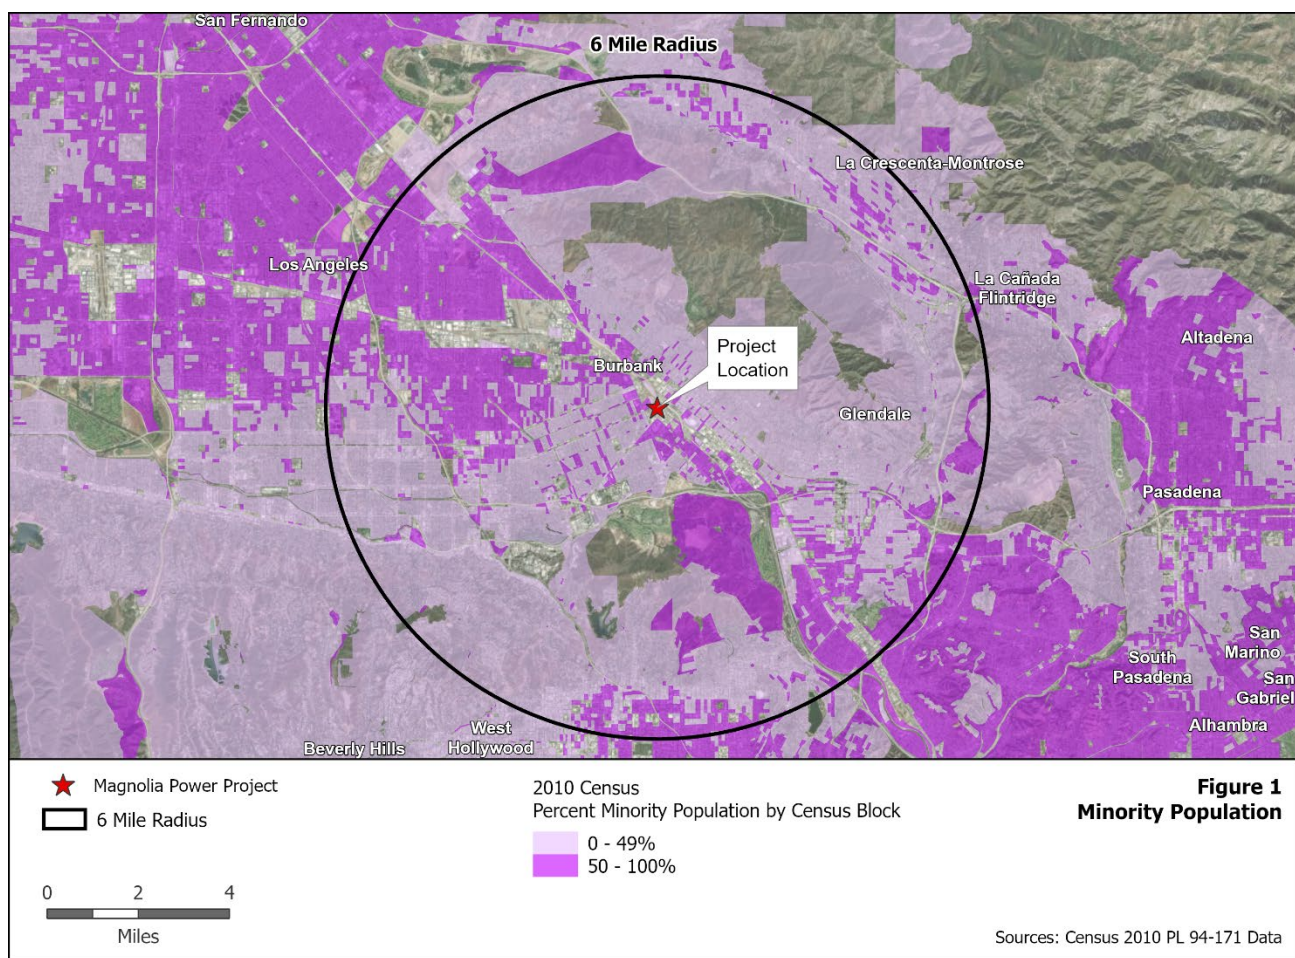 San Fernando
6 Mile Radius
La Crescenta-Montrose
Los Angeles
La Cañada
Flintridge
Altadena
Project
Location
Burbank
Glendale
Pasadena
San
Marino
South
Pasadena
San
Gabriel
Alhambra
West
Hollywood
Beverly Hills
Magnolia Power Project
6 Mile Radius
0 2 4
Miles
2010 Census
Percent Minority Population by Census Block
0 - 49%
50 - 100%
Figure 1
Minority Population
Sources: Census 2010 PL 94-171 Data